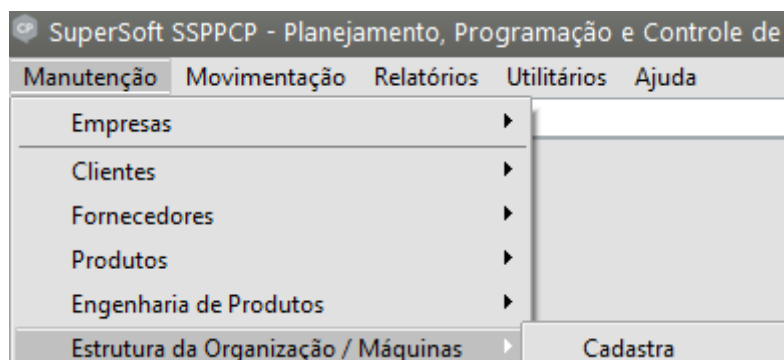 SuperSoft SSPPCP - Planejamento, Programação e Controle de
Manutenção Movimentação Relatórios Utilitários Ajuda
Empresas
Clientes
Fornecedores
Produtos
Engenharia de Produtos
Estrutura da Organização / Máquinas Cadastra